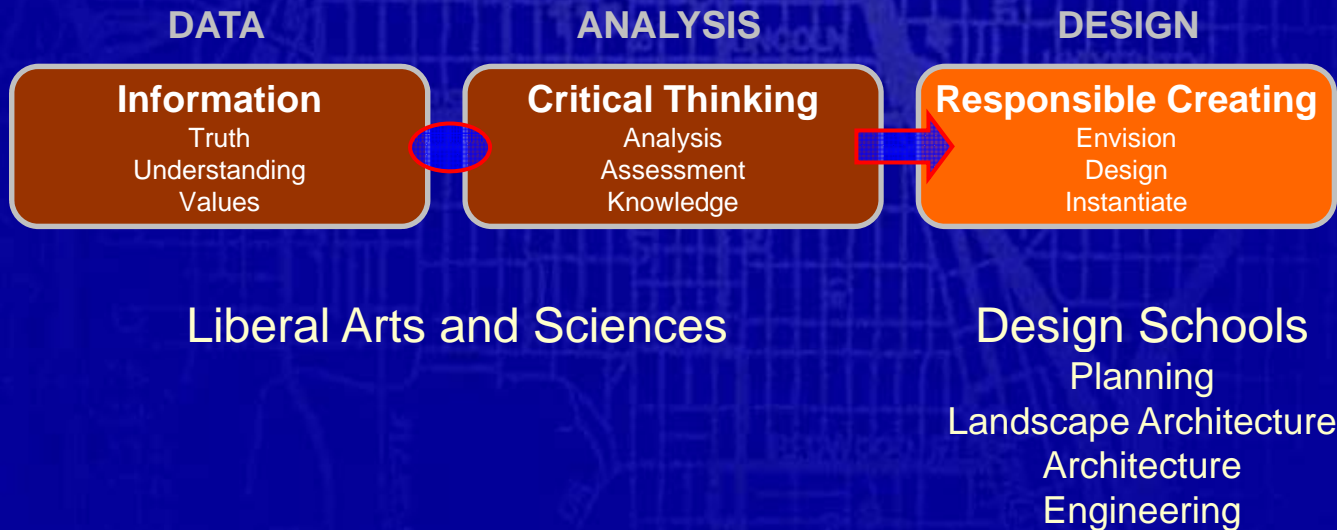 DATA
ANALYSIS
DESIGN
Information
Truth
Understanding
Values
Critical Thinking
Analysis
Assessment
Knowledge
Responsible Creating
Envision
Design
Instantiate
Liberal Arts and Sciences
Design Schools
Planning
Landscape Architecture
Architecture
Engineering